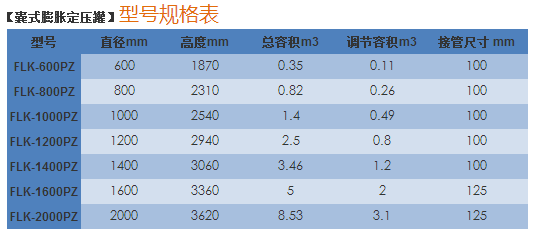 【囊式膨胀定压罐】型号规格表
型号 直径mm 高度mm 总容积m3 调节容积m3 接管尺寸 mm
FLK-600PZ 600 1870 0.35 0.11 100
FLK-800PZ 800 2310 0.82 0.26 100
FLK-1000PZ 1000 2540 1.4 0.49 100
FLK-1200PZ 1200 2940 2.5 0.8 100
FLK-1400PZ 1400 3060 3.46 1.2 100
FLK-1600PZ 1600 3360 5 2 125
FLK-2000PZ 2000 3620 8.53 3.1 125